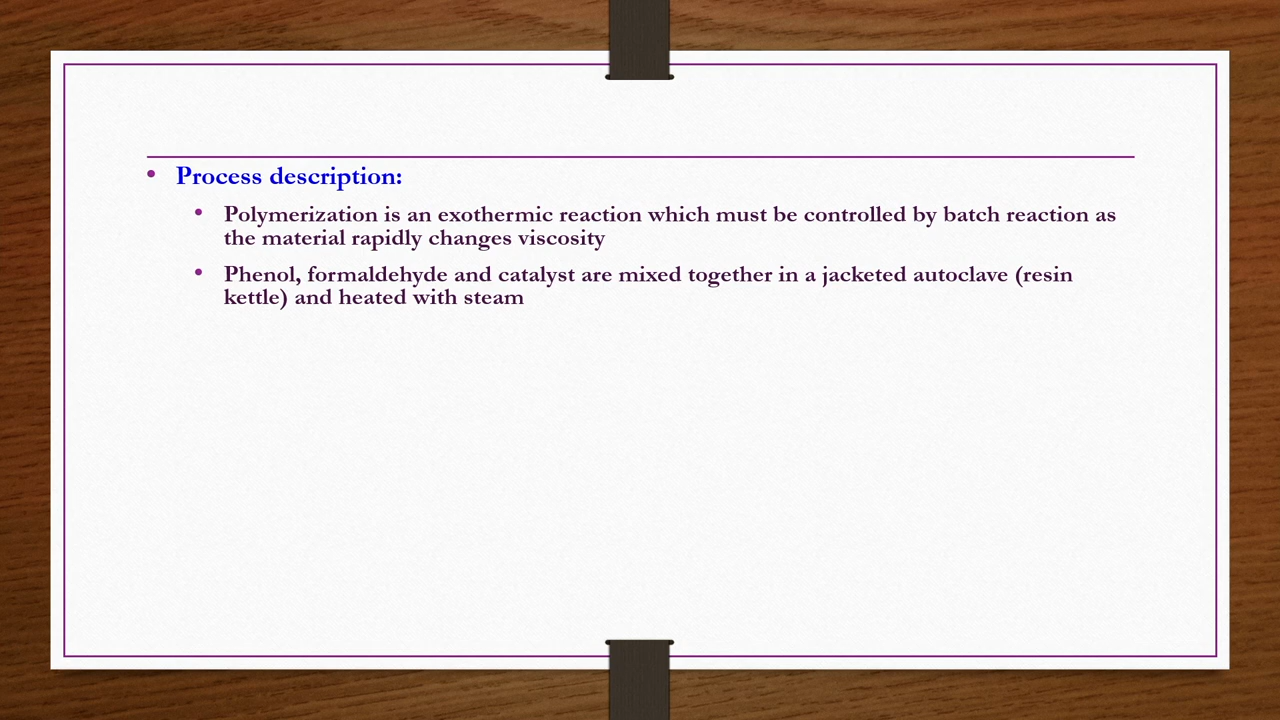 • Process description:
• Polymerization is an exothermic reaction which must be controlled by batch reaction as
the material rapidly changes viscosity
• Phenol, formaldehyde and catalyst are mixed together in a jacketed autoclave (resin
kettle) and heated with steam